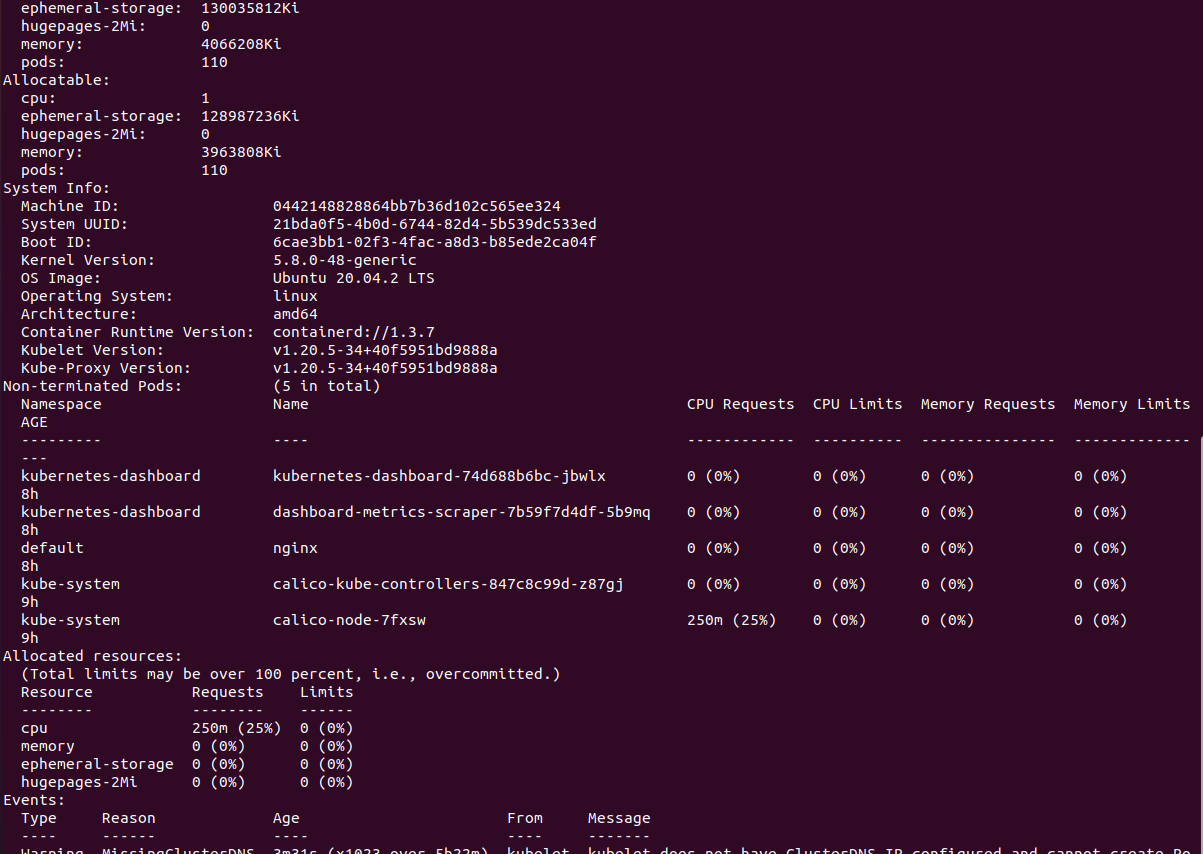 ephemeral-storage:  130035812Ki
hugepages-2Mi:      0
memory:             4066208Ki
pods:               110
Allocatable:
cpu:                1
ephemeral-storage:  128987236Ki
hugepages-2Mi:      0
memory:             3963808Ki
pods:               110
System Info:
Machine ID:                 0442148828864bb7b36d102c565ee324
System UUID:                21bda0f5-4b0d-6744-82d4-5b539dc533ed
Boot ID:                    6cae3bb1-02f3-4fac-a8d3-b85ede2ca04f
Kernel Version:             5.8.0-48-generic
OS Image:                   Ubuntu 20.04.2 LTS
Operating System:           linux
Architecture:               amd64
Container Runtime Version:  containerd://1.3.7
Kubelet Version:            v1.20.5-34+40f5951bd9888a
Kube-Proxy Version:         v1.20.5-34+40f5951bd9888a
Non-terminated Pods:          (5 in total)
Namespace                   Name                                          CPU Requests  CPU Limits  Memory Requests  Memory Limits
AGE
---------                   ----                                          ------------  ----------  ---------------  -------------
---
kubernetes-dashboard        kubernetes-dashboard-74d688b6bc-jbwlx         0 (0%)        0 (0%)      0 (0%)           0 (0%)
8h
kubernetes-dashboard        dashboard-metrics-scraper-7b59f7d4df-5b9mq    0 (0%)        0 (0%)      0 (0%)           0 (0%)
8h
default                     nginx                                         0 (0%)        0 (0%)      0 (0%)           0 (0%)
8h
kube-system                 calico-kube-controllers-847c8c99d-z87gj       0 (0%)        0 (0%)      0 (0%)           0 (0%)
9h
kube-system                 calico-node-7fxsw                             250m (25%)    0 (0%)      0 (0%)           0 (0%)
9h
Allocated resources:
(Total limits may be over 100 percent, i.e., overcommitted.)
Resource           Requests    Limits
--------           --------    ------
cpu                250m (25%)  0 (0%)
memory             0 (0%)      0 (0%)
ephemeral-storage  0 (0%)      0 (0%)
hugepages-2Mi      0 (0%)      0 (0%)
Events:
Type     Reason             Age                       From     Message
----     ------             ----                      ----     -------
Warning  MissingClusterDNS  3m31s (x1023 over 5h22m)  kubelet  kubelet does not have ClusterDNS IP configured and cannot create Po